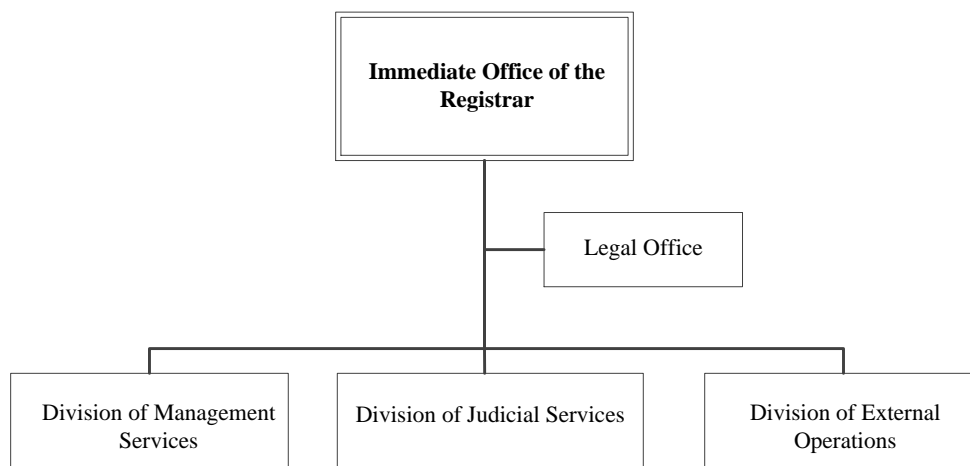 Immediate Office of the
Registrar
Legal Office
Division of Management
Services
Division of Judicial Services
Division of External
Operations